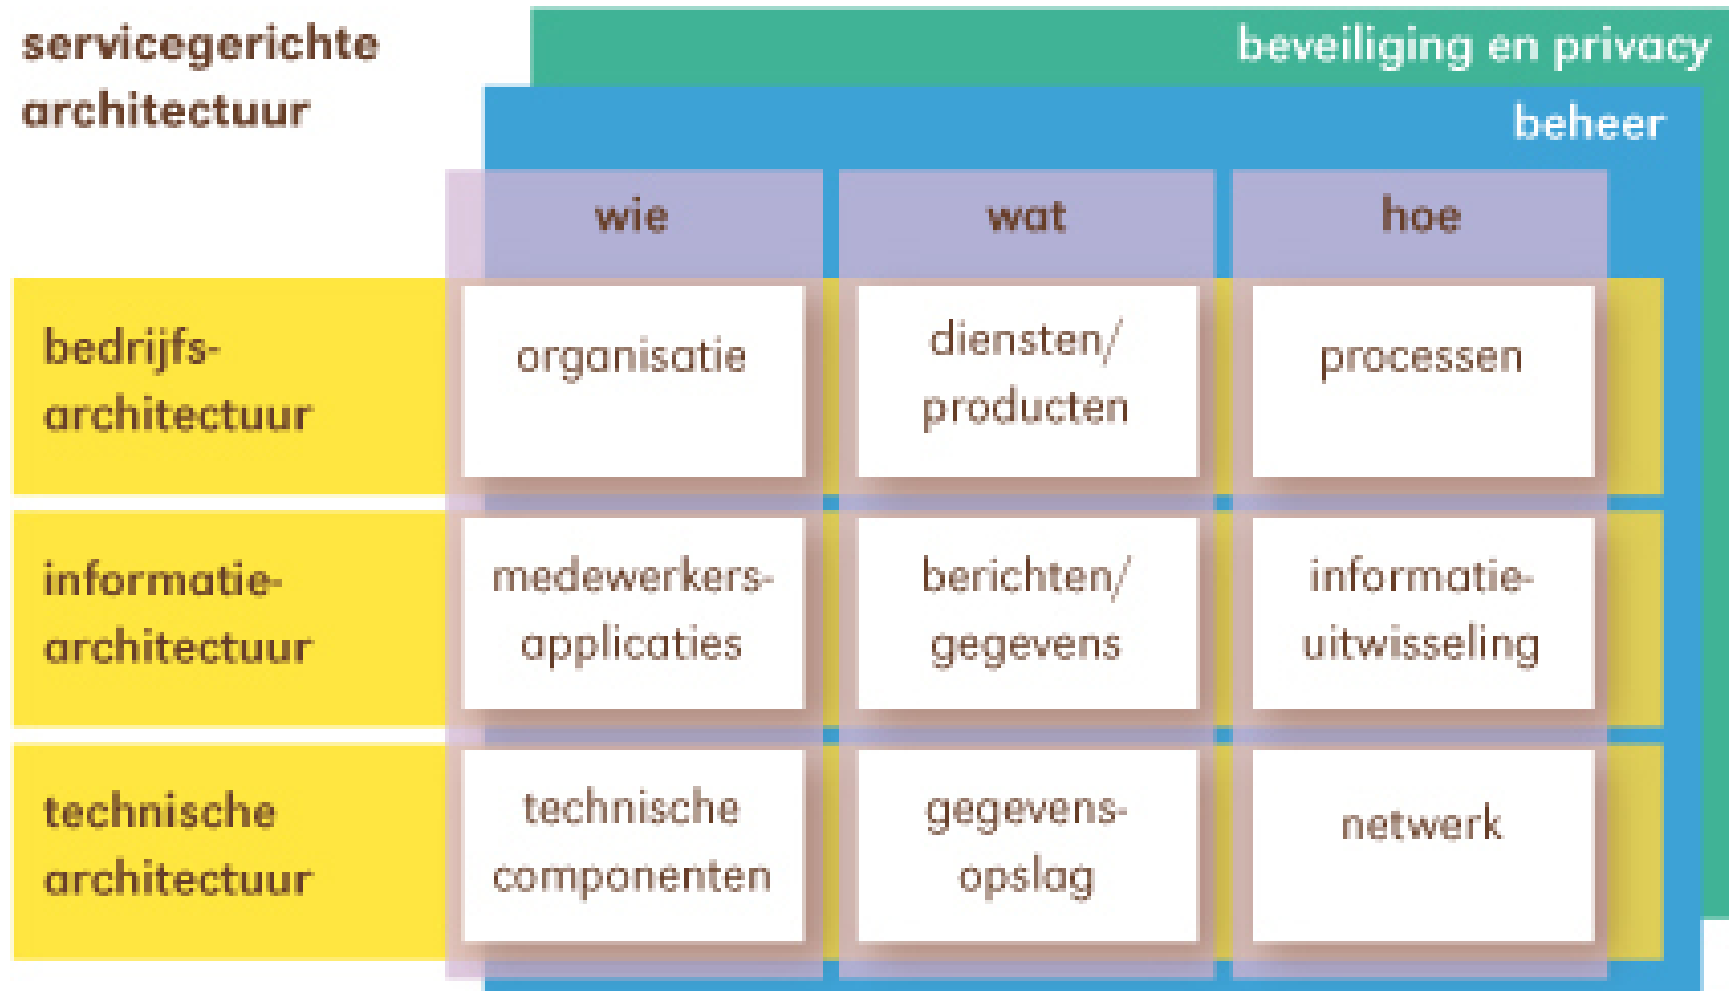 servicegerichte
architectuur
beveiliging en privacy
beheer
wie
wat
hoe
bedrijfs-
architectuur
organisatie
diensten/
producten
processen
informatie-
architectuur
medewerkers-
applicaties
berichten/
gegevens
informatie-
uitwisseling
technische
architectuur
technische
componenten
gegevens-
opslag
netwerk